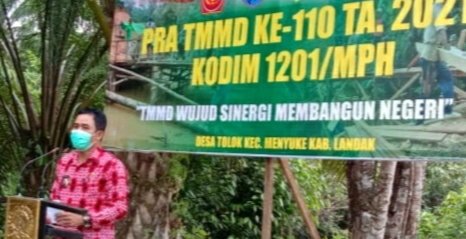 PRA TMMD KE-110 TA. 2021
KODIM 1201/MPH
"TMMD WUJUD SINERGI MEMBANGUN NEGERI"
DESA TOLOK KEC. MENYUKE KAB. LANDAK